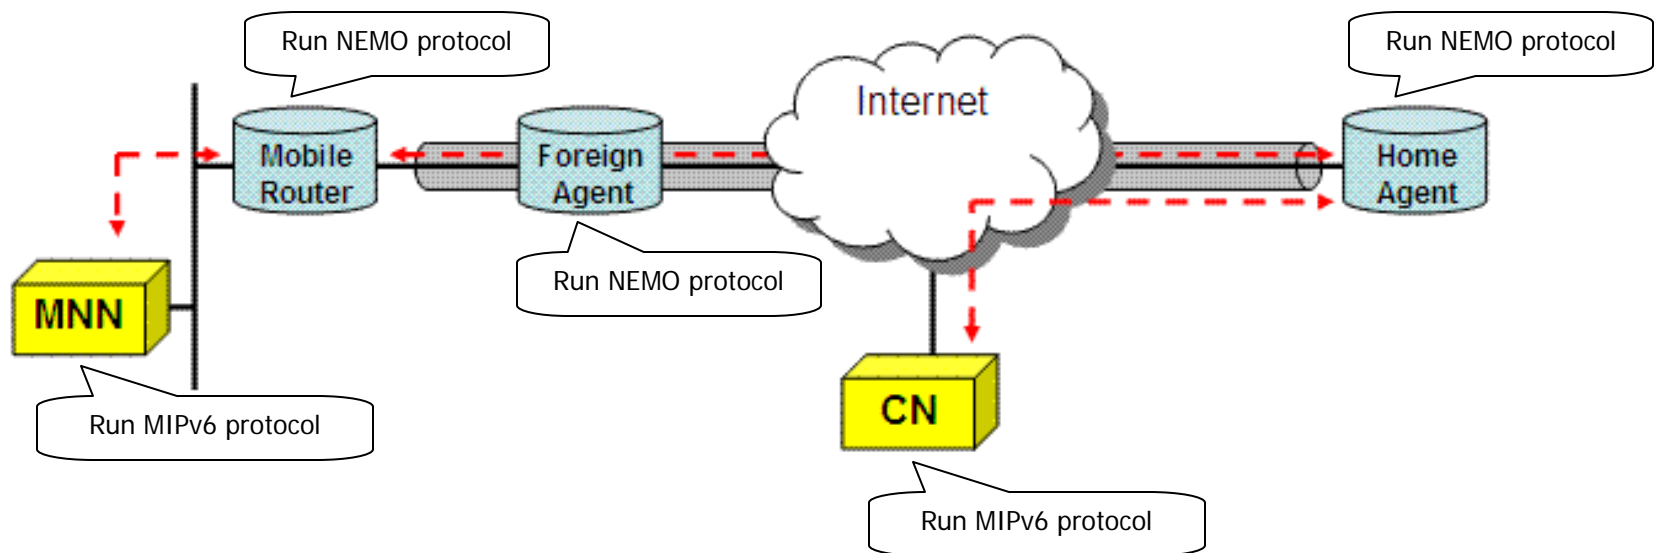 Run NEMO protocol
Run NEMO protocol
Internet
Mobile
Router
Foreign
Agent
Home
Agent
Run NEMO protocol
MNN
CN
Run MIPv6 protocol
Run MIPv6 protocol